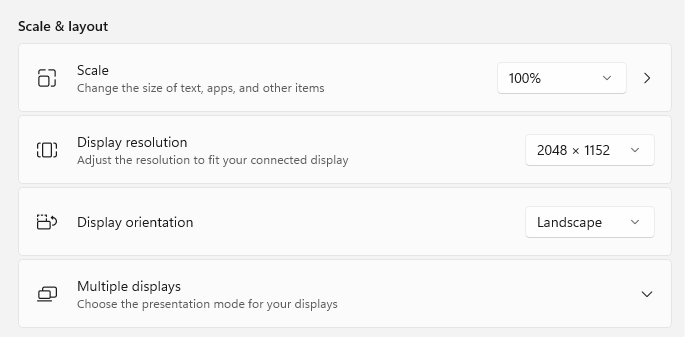 Scale & layout
Scale
Change the size of text, apps, and other items
100%
Display resolution
Adjust the resolution to fit your connected display
2048 × 1152
Display orientation
Landscape
Multiple displays
Choose the presentation mode for your displays